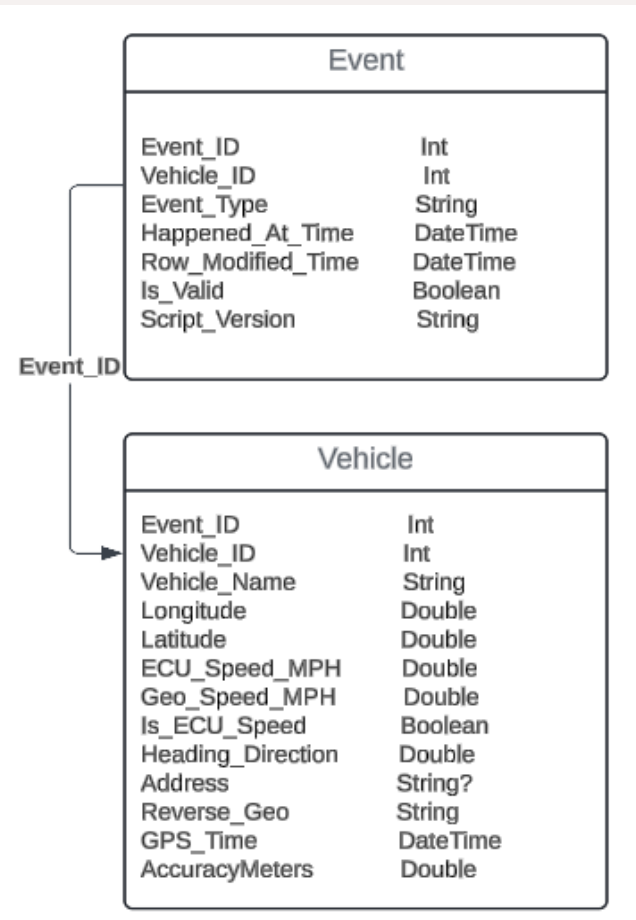 Event
Event_ID Int
Vehicle_ID Int
Event_Type String
Happened_At_Time DateTime
Row_Modified_Time DateTime
Is_Valid Boolean
Script_Version String
Event_ID
Vehicle
Event_ID Int
Vehicle_ID Int
Vehicle_Name String
Longitude Double
Latitude Double
ECU_Speed_MPH Double
Geo_Speed_MPH Double
Is_ECU_Speed Boolean
Heading_Direction Double
Address String?
Reverse_Geo String
GPS_Time DateTime
AccuracyMeters Double